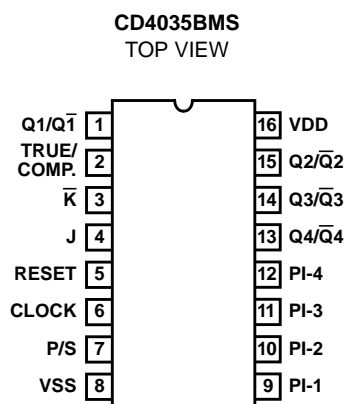 CD4035BMS
TOP VIEW
Q1/Q̅1̅ 1 16 VDD
TRUE/
COMP. 2 15 Q2/Q̅2
K̅ 3 14 Q3/Q̅3
J 4 13 Q4/Q̅4
RESET 5 12 PI-4
CLOCK 6 11 PI-3
P/S 7 10 PI-2
VSS 8 9 PI-1